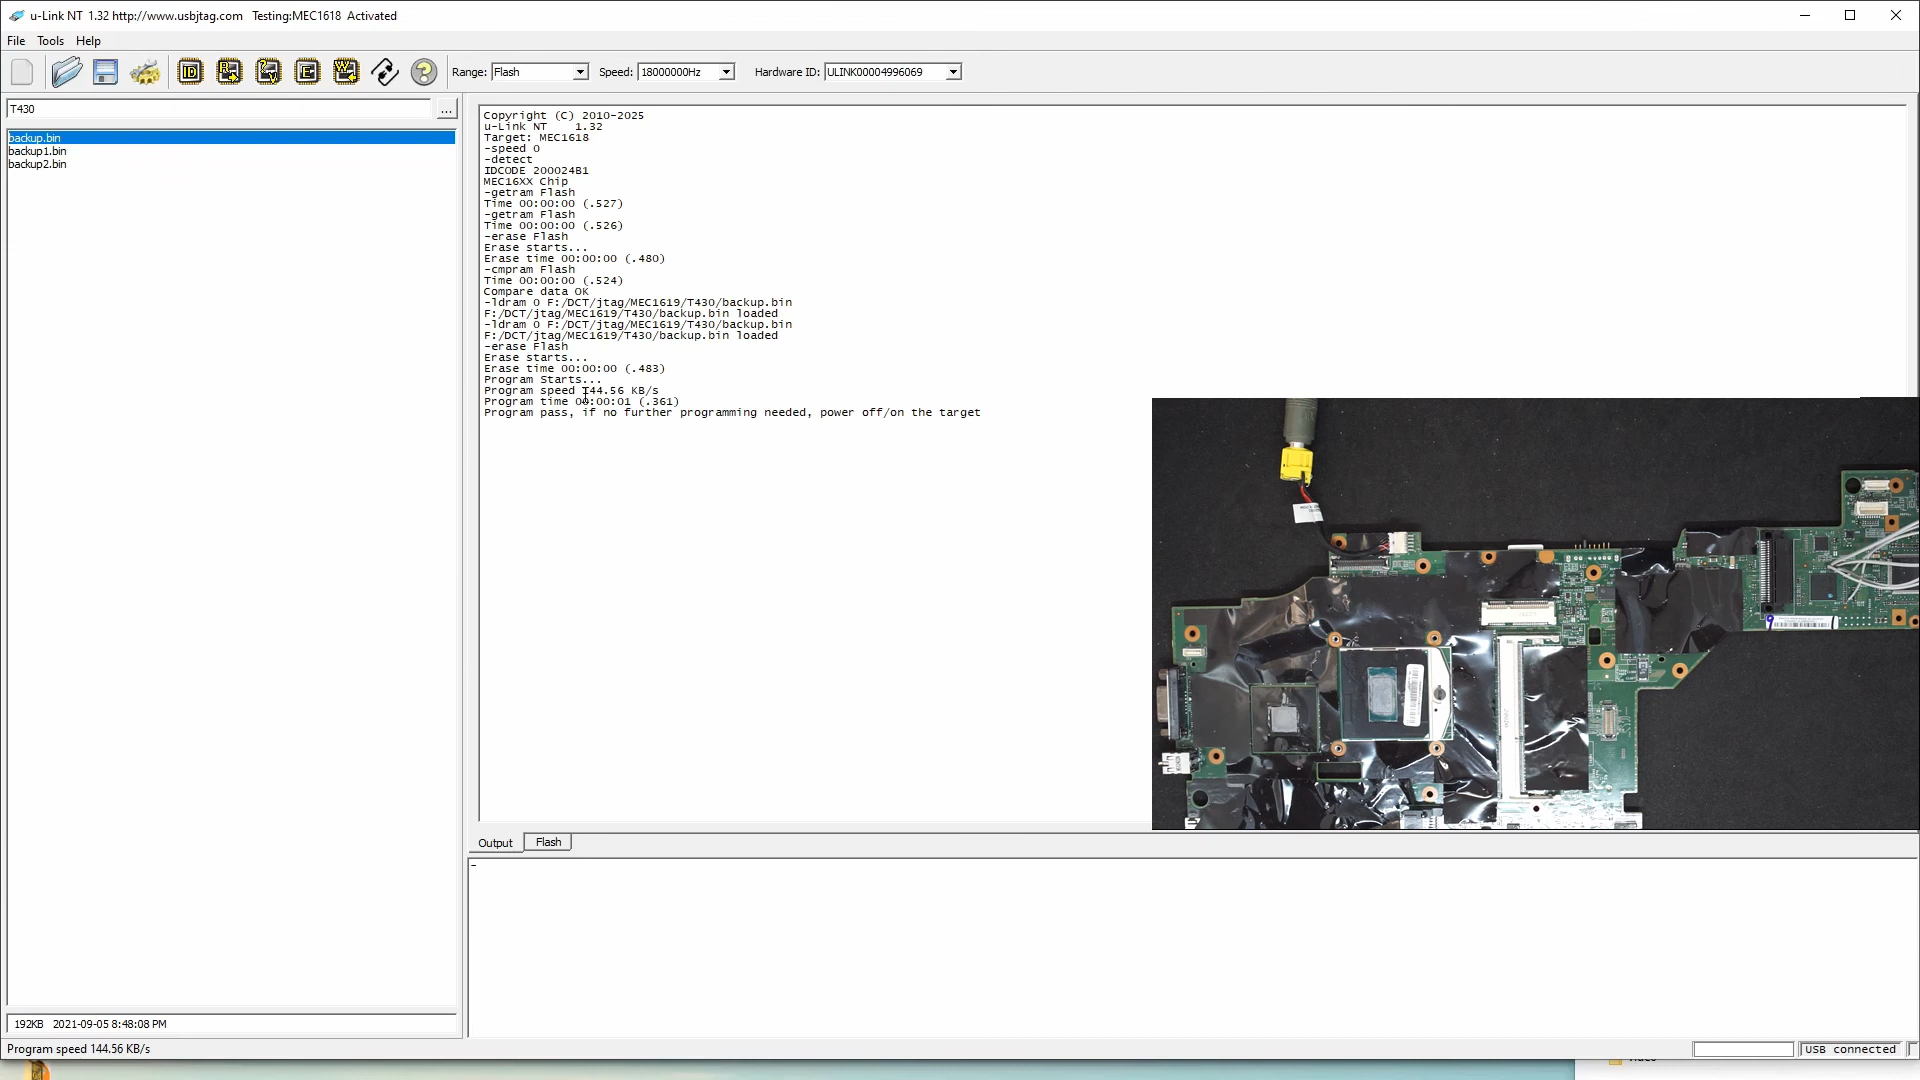 u-Link NT 1.32 http://www.usbjtag.com Testing:MEC1618 Activated
File Tools Help
ID R V E W ? Range: Flash Speed: 18000000Hz Hardware ID: ULINK00004996069
T430 ...
backup.bin
backup1.bin
backup2.bin
Copyright (C) 2010-2025
u-Link NT 1.32
Target: MEC1618
-speed 0
-detect
IDCODE 200024B1
MEC16XX Chip
-getram Flash
Time 00:00:00 (.527)
-getram Flash
Time 00:00:00 (.526)
-erase Flash
Erase starts...
Erase time 00:00:00 (.480)
-cmpram Flash
Time 00:00:00 (.524)
Compare data OK
-ldram 0 F:/DCT/jtag/MEC1619/T430/backup.bin
F:/DCT/jtag/MEC1619/T430/backup.bin loaded
-ldram 0 F:/DCT/jtag/MEC1619/T430/backup.bin
F:/DCT/jtag/MEC1619/T430/backup.bin loaded
-erase Flash
Erase starts...
Erase time 00:00:00 (.483)
Program Starts...
Program speed 144.56 KB/s
Program time 00:00:01 (.361)
Program pass, if no further programming needed, power off/on the target
Output Flash
-
192KB 2021-09-05 8:48:08 PM
Program speed 144.56 KB/s
USB connected